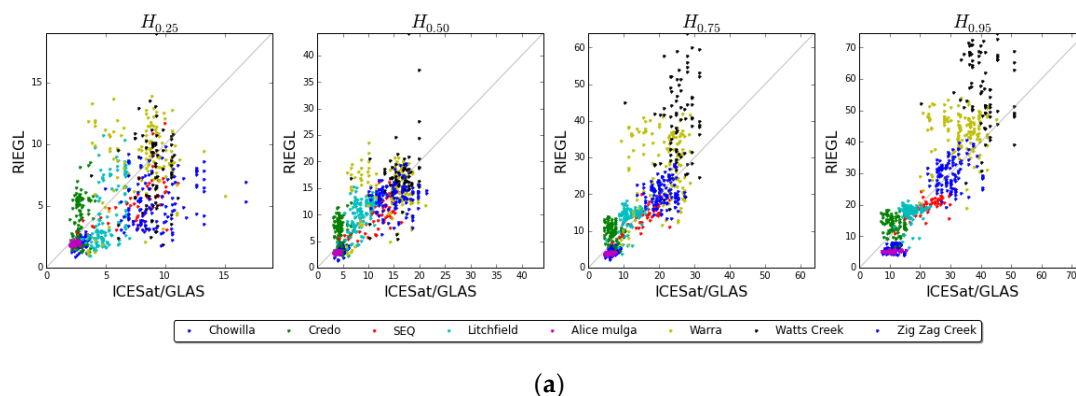 H0.25 H0.50 H0.75 H0.95
RIEGL RIEGL RIEGL RIEGL
15 10 5 0
40 35 30 25 20 15 10 5 0
60 50 40 30 20 10 0
70 60 50 40 30 20 10 0
0 5 10 15
0 5 10 15 20 25 30 35 40
0 10 20 30 40 50 60
0 10 20 30 40 50 60 70
ICESat/GLAS ICESat/GLAS ICESat/GLAS ICESat/GLAS
Chowilla Credo SEQ Litchfield Alice mulga Warra Watts Creek Zig Zag Creek
(a)